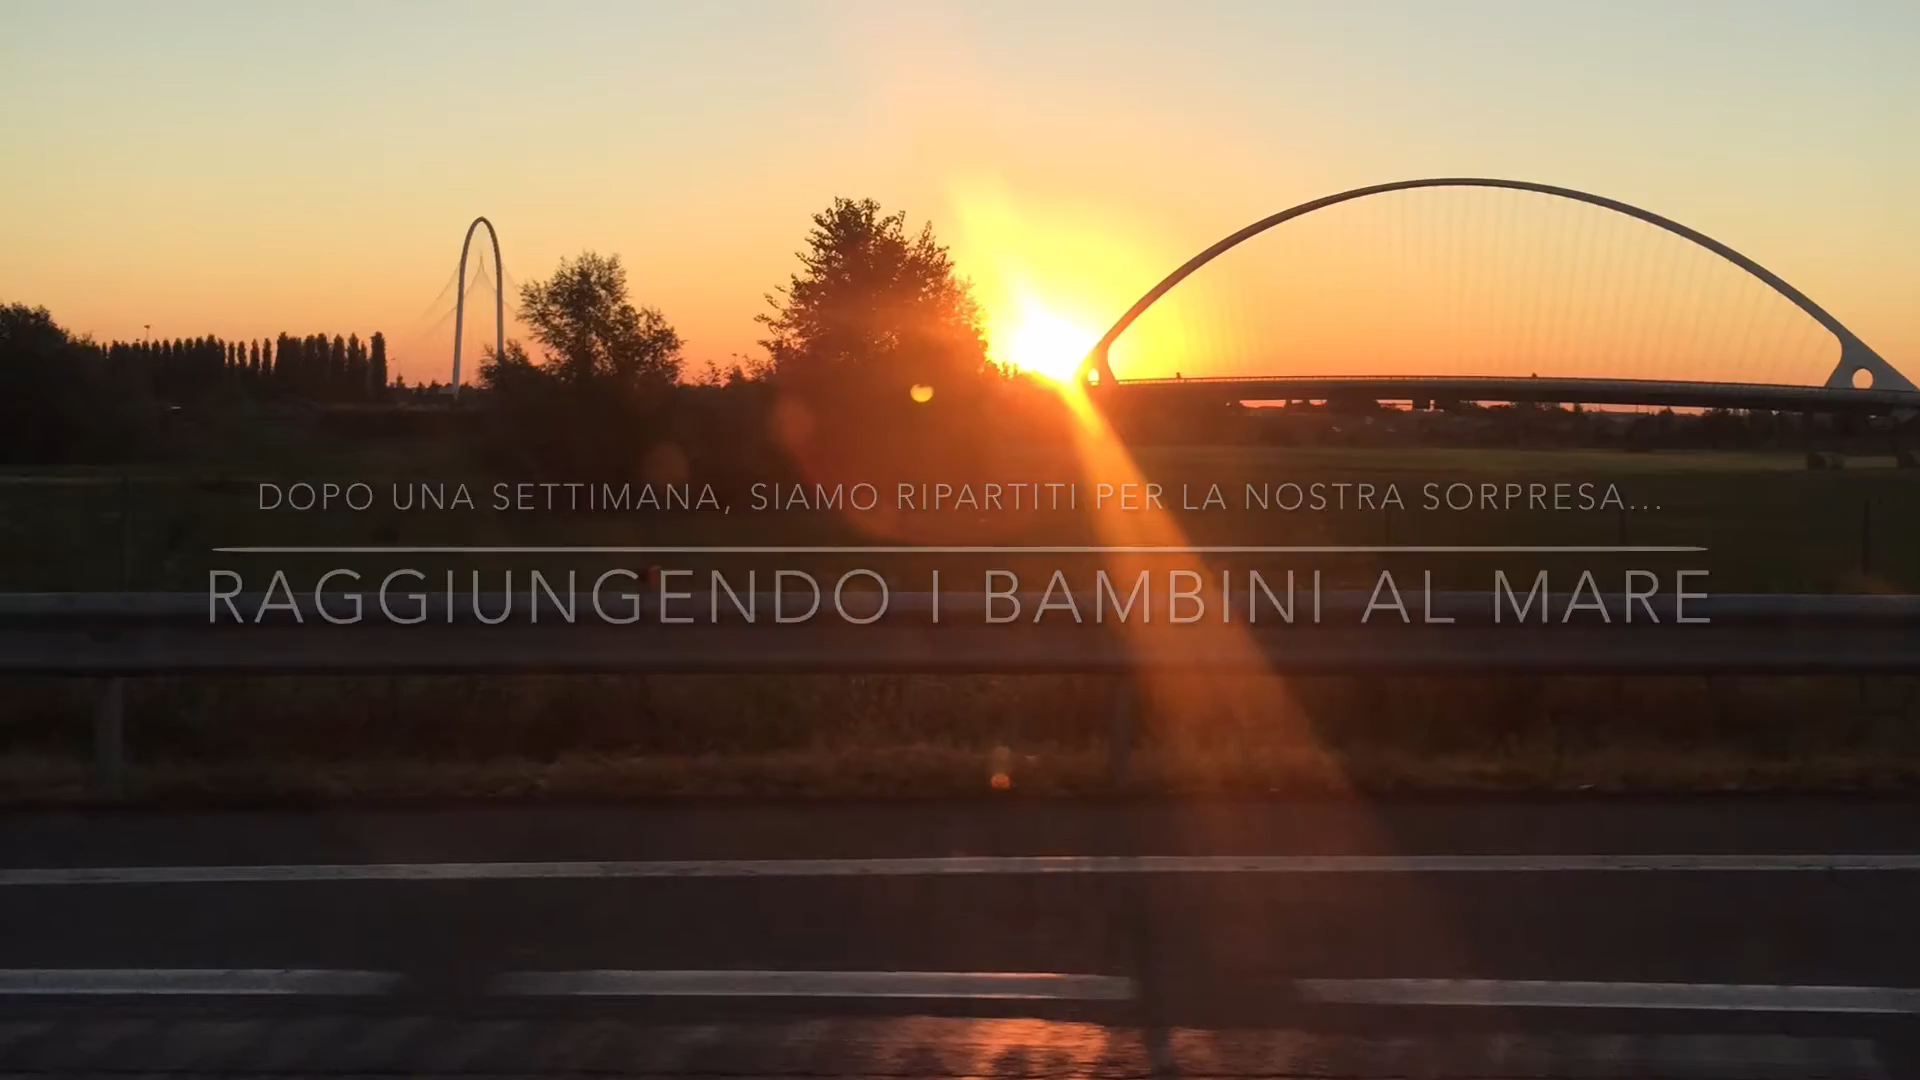 DOPO UNA SETTIMANA, SIAMO RIPARTITI PER LA NOSTRA SORPRESA...
RAGGIUNGENDO I BAMBINI AL MARE